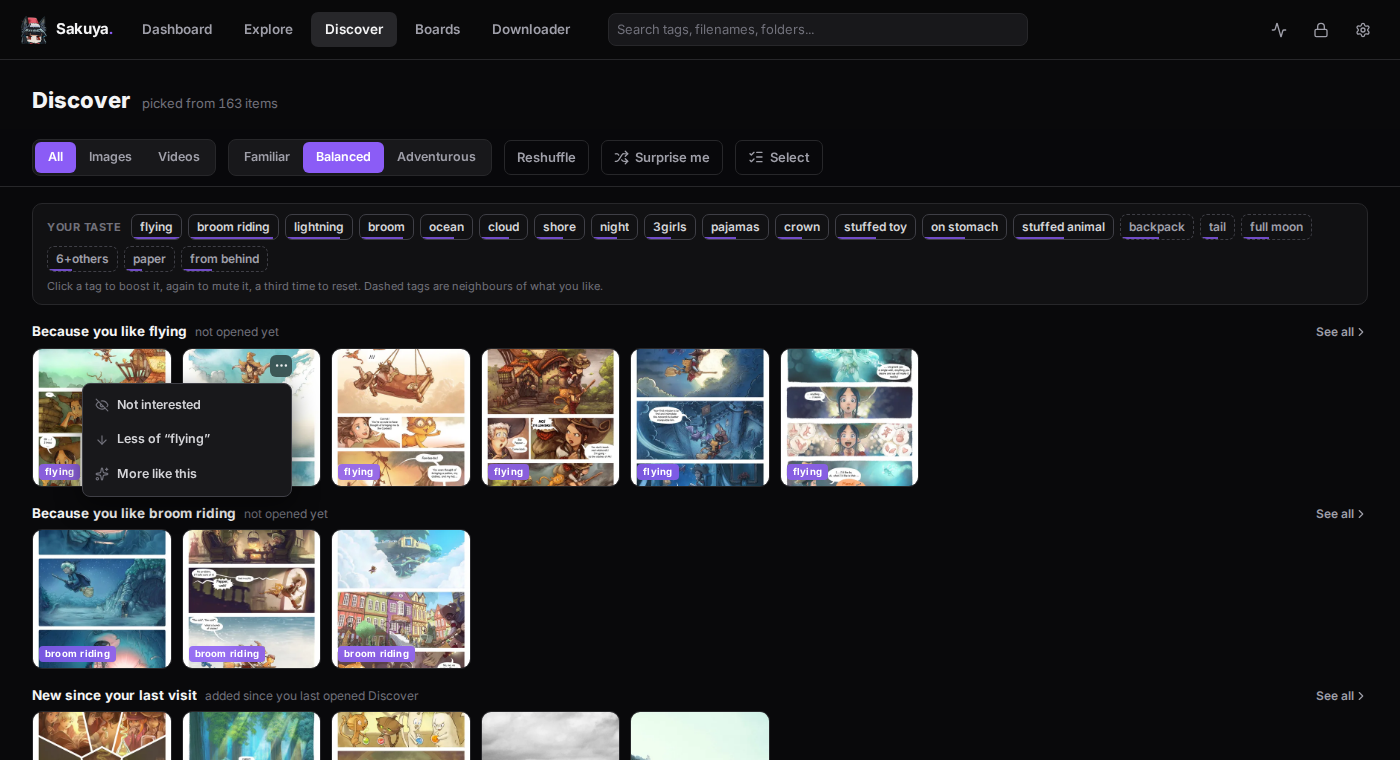 Sakuya.
Dashboard
Explore
Discover
Boards
Downloader
Search tags, filenames, folders...
Discover
picked from 163 items
All
Images
Videos
Familiar
Balanced
Adventurous
Reshuffle
Surprise me
Select
YOUR TASTE
flying
broom riding
lightning
broom
ocean
cloud
shore
night
3girls
pajamas
crown
stuffed toy
on stomach
stuffed animal
backpack
tail
full moon
6+others
paper
from behind
Click a tag to boost it, again to mute it, a third time to reset. Dashed tags are neighbours of what you like.
Because you like flying
not opened yet
See all
Not interested
Less of “flying”
More like this
flying
flying
flying
flying
flying
Because you like broom riding
not opened yet
See all
broom riding
broom riding
broom riding
New since your last visit
added since you last opened Discover
See all